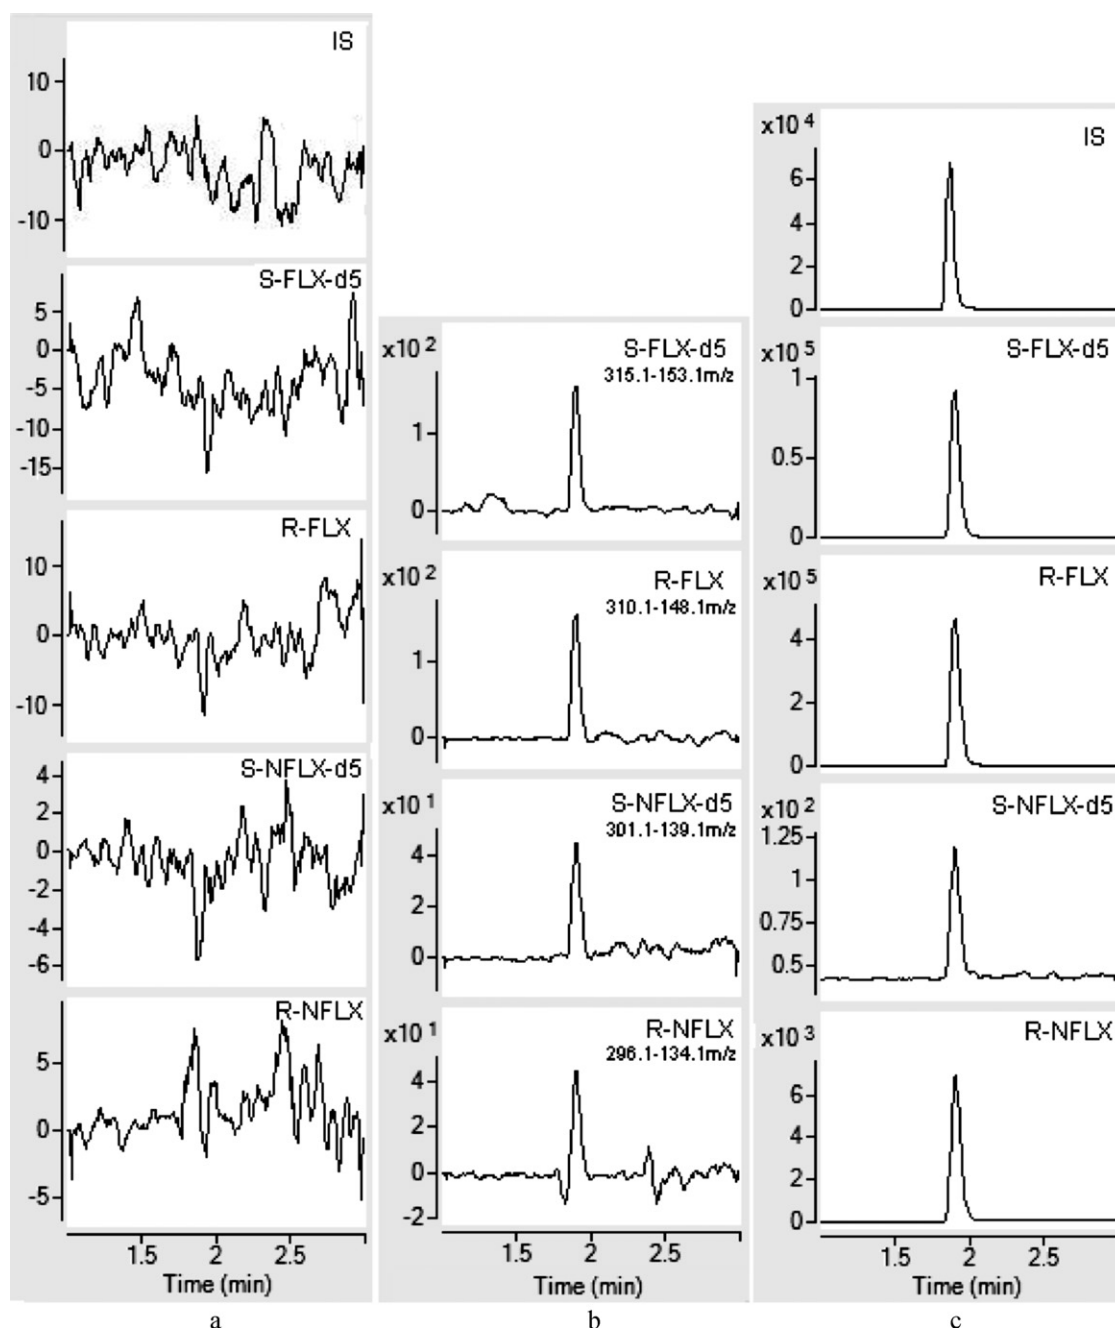 IS
10
0
-10
S-FLX-d5
5
0
-5
-10
-15
R-FLX
10
0
-10
S-NFLX-d5
4
2
0
-2
-4
-6
R-NFLX
5
0
-5
1.5 2 2.5
Time (min)
a
x10 2
S-FLX-d5
315.1-153.1m/z
1
0
x10 2
R-FLX
310.1-148.1m/z
1
0
x10 1
S-NFLX-d5
301.1-139.1m/z
4
2
0
x10 1
R-NFLX
296.1-134.1m/z
4
2
0
-2
1.5 2 2.5
Time (min)
b
x10 4
IS
6
4
2
0
x10 5
S-FLX-d5
1
0.5
0
x10 5
R-FLX
4
2
0
x10 2
S-NFLX-d5
1.25
1
0.75
0.5
x10 3
R-NFLX
6
4
2
0
1.5 2 2.5
Time (min)
c